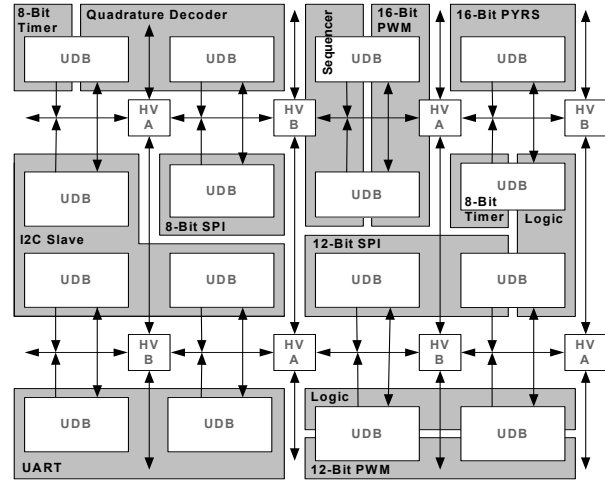 8-Bit
Timer
Quadrature Decoder
Sequencer
16-Bit
PWM
16-Bit PYRS
UDB
UDB
UDB
UDB
HV
A
HV
B
HV
A
HV
B
UDB
UDB
UDB
UDB
8-Bit SPI
8-Bit
Timer
Logic
I2C Slave
12-Bit SPI
UDB
UDB
UDB
UDB
HV
B
HV
A
HV
B
HV
A
Logic
UDB
UDB
UDB
UDB
UART
12-Bit PWM